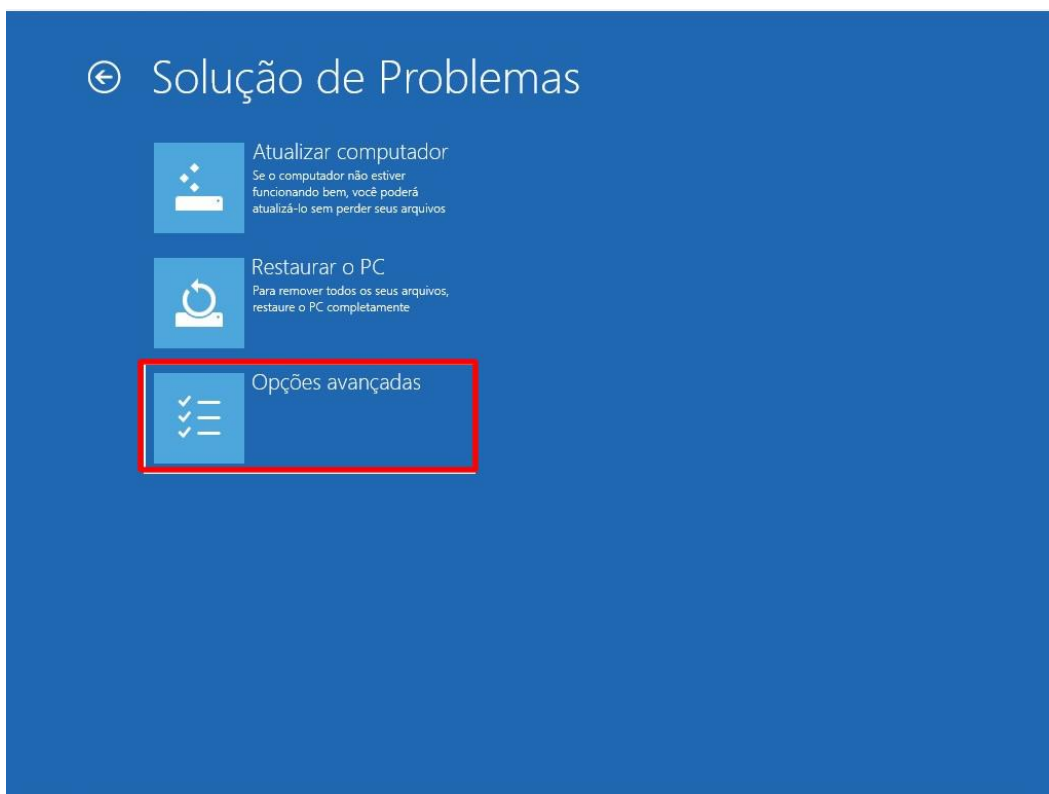 Solução de Problemas
Atualizar computador
Se o computador não estiver
funcionando bem, você poderá
atualizá-lo sem perder seus arquivos
Restaurar o PC
Para remover todos os seus arquivos,
restaure o PC completamente
Opções avançadas